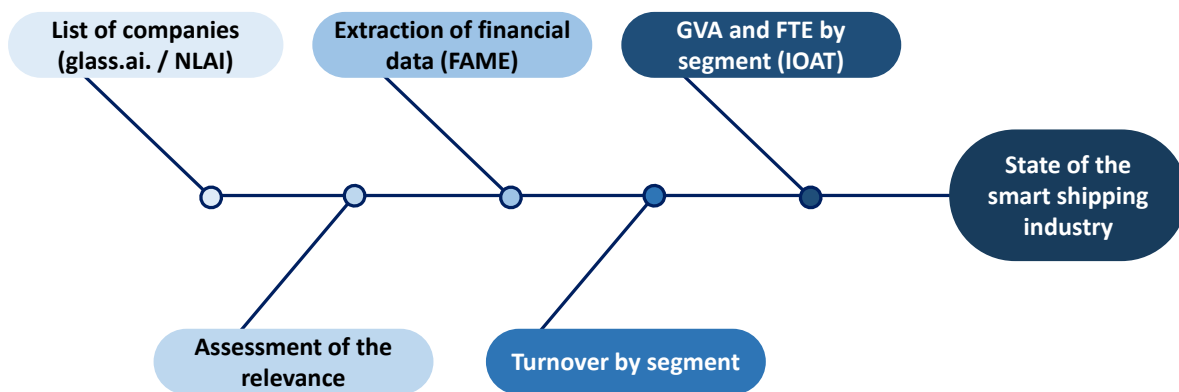 List of companies
(glass.ai. / NLAI)
Extraction of financial
data (FAME)
GVA and FTE by
segment (IOAT)
State of the
smart shipping
industry
Assessment of the
relevance
Turnover by segment